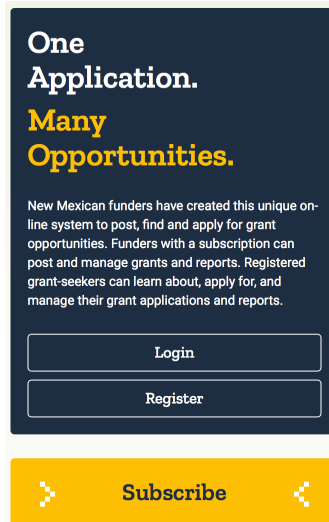 One
Application.
Many
Opportunities.
New Mexican funders have created this unique on-
line system to post, find and apply for grant
opportunities. Funders with a subscription can
post and manage grants and reports. Registered
grant-seekers can learn about, apply for, and
manage their grant applications and reports.
Login
Register
Subscribe